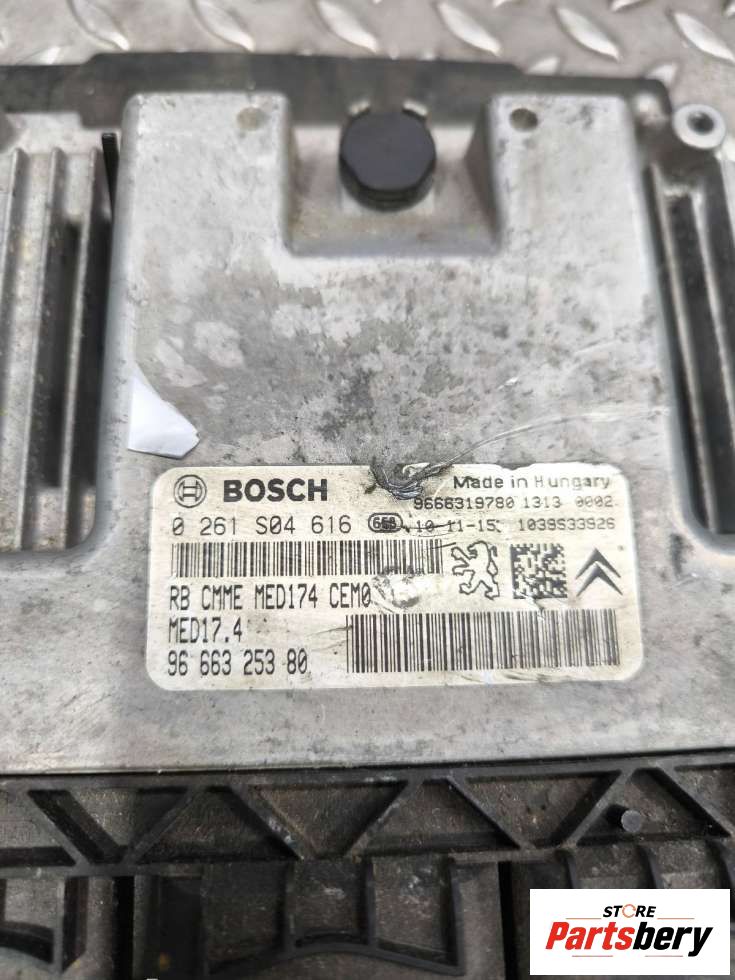 BOSCH
Made in Hungary
9666319780 1313 0002
0 261 S04 616 10-11-15 1039S33926
RB CMME MED174 CEM0
MED17.4
96 663 253 80
STORE
Partsbery